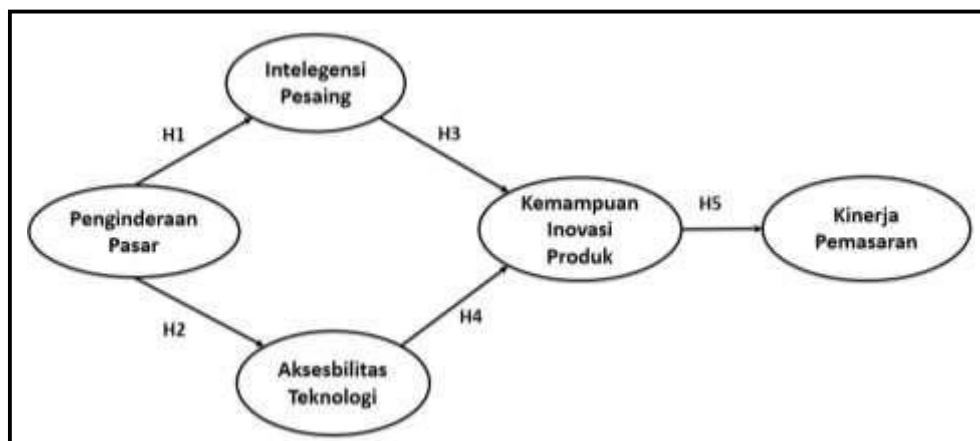 Intelegensi
Pesaing
H1
H3
Penginderaan
Pasar
Kemampuan
Inovasi
Produk
H5
Kinerja
Pemasaran
H2
H4
Aksesbilitas
Teknologi